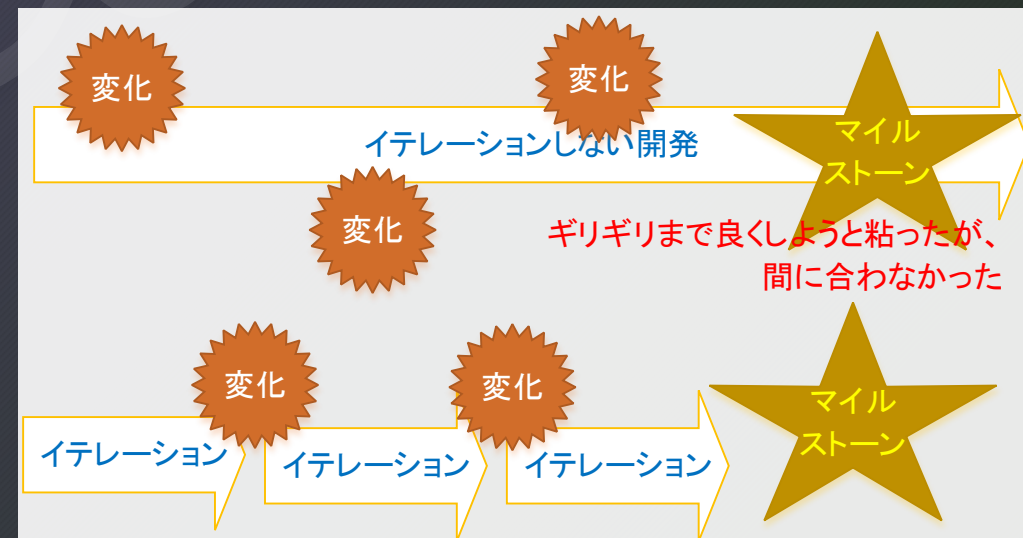 変化
変化
イテレーションしない開発
マイル
ストーン
変化
ギリギリまで良くしようと粘ったが、
間に合わなかった
変化
変化
マイル
ストーン
イテレーション
イテレーション
イテレーション